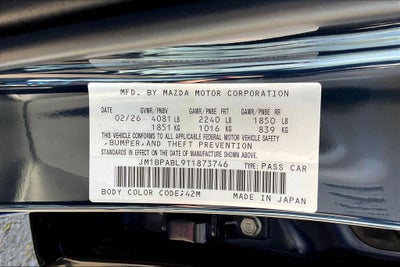 MFD. BY MAZDA MOTOR CORPORATION
GVWR/PNBV GAWR/PNBE FRT GAWR/PNBE RR
02/26 4081 LB 2240 LB 1850 LB
1851 KG 1016 KG 839 KG
THIS VEHICLE CONFORMS TO ALL APPLICABLE FEDERAL MOTOR VEHICLE SAFETY
,BUMPER,AND THEFT PREVENTION
STANDARDS IN EFFECT ON THE DATE OF MANUFACTURE SHOWN ABOVE.
JM1BPABL9T1873746 TYPE: PASS CAR
BODY COLOR CODE;42M MADE IN JAPAN